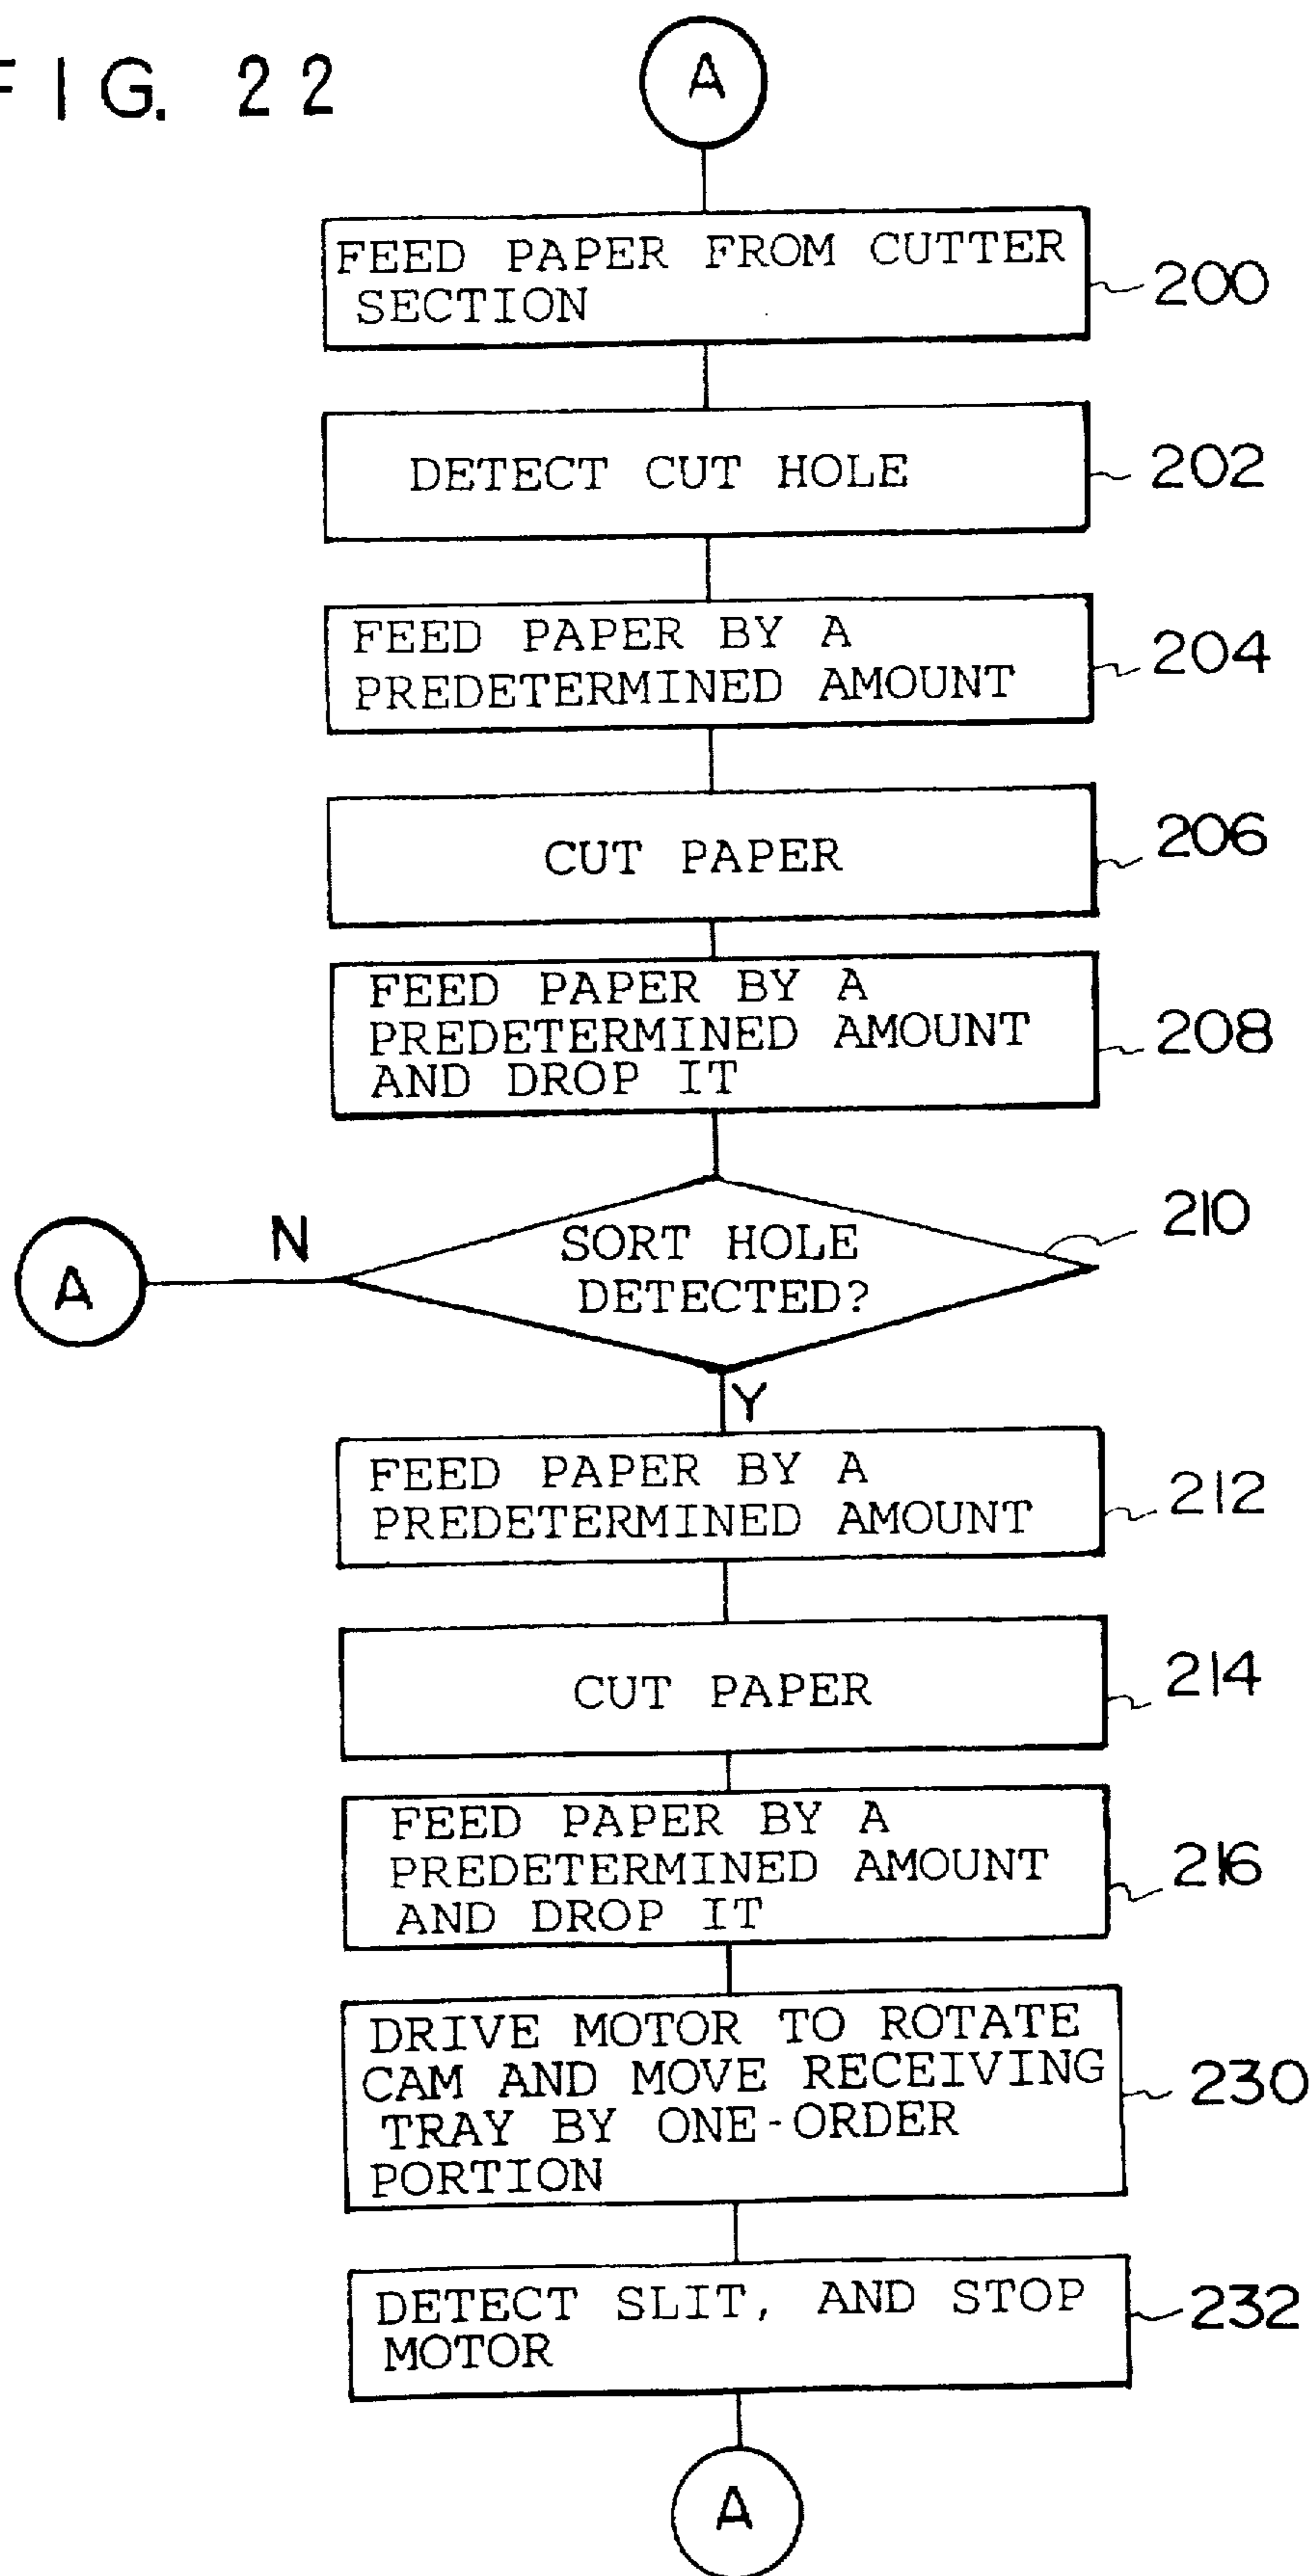 FIG. 22
A
FEED PAPER FROM CUTTER
SECTION
200
DETECT CUT HOLE
202
FEED PAPER BY A
PREDETERMINED AMOUNT
204
CUT PAPER
206
FEED PAPER BY A
PREDETERMINED AMOUNT
AND DROP IT
208
SORT HOLE
DETECTED?
210
N
A
Y
FEED PAPER BY A
PREDETERMINED AMOUNT
212
CUT PAPER
214
FEED PAPER BY A
PREDETERMINED AMOUNT
AND DROP IT
216
DRIVE MOTOR TO ROTATE
CAM AND MOVE RECEIVING
TRAY BY ONE-ORDER
PORTION
230
DETECT SLIT, AND STOP
MOTOR
232
A